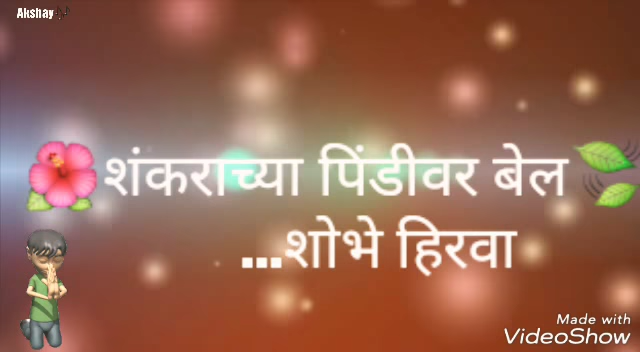 Akshay
शंकराच्या पिंडीवर बेल
...शोभे हिरवा
Made with
VideoShow